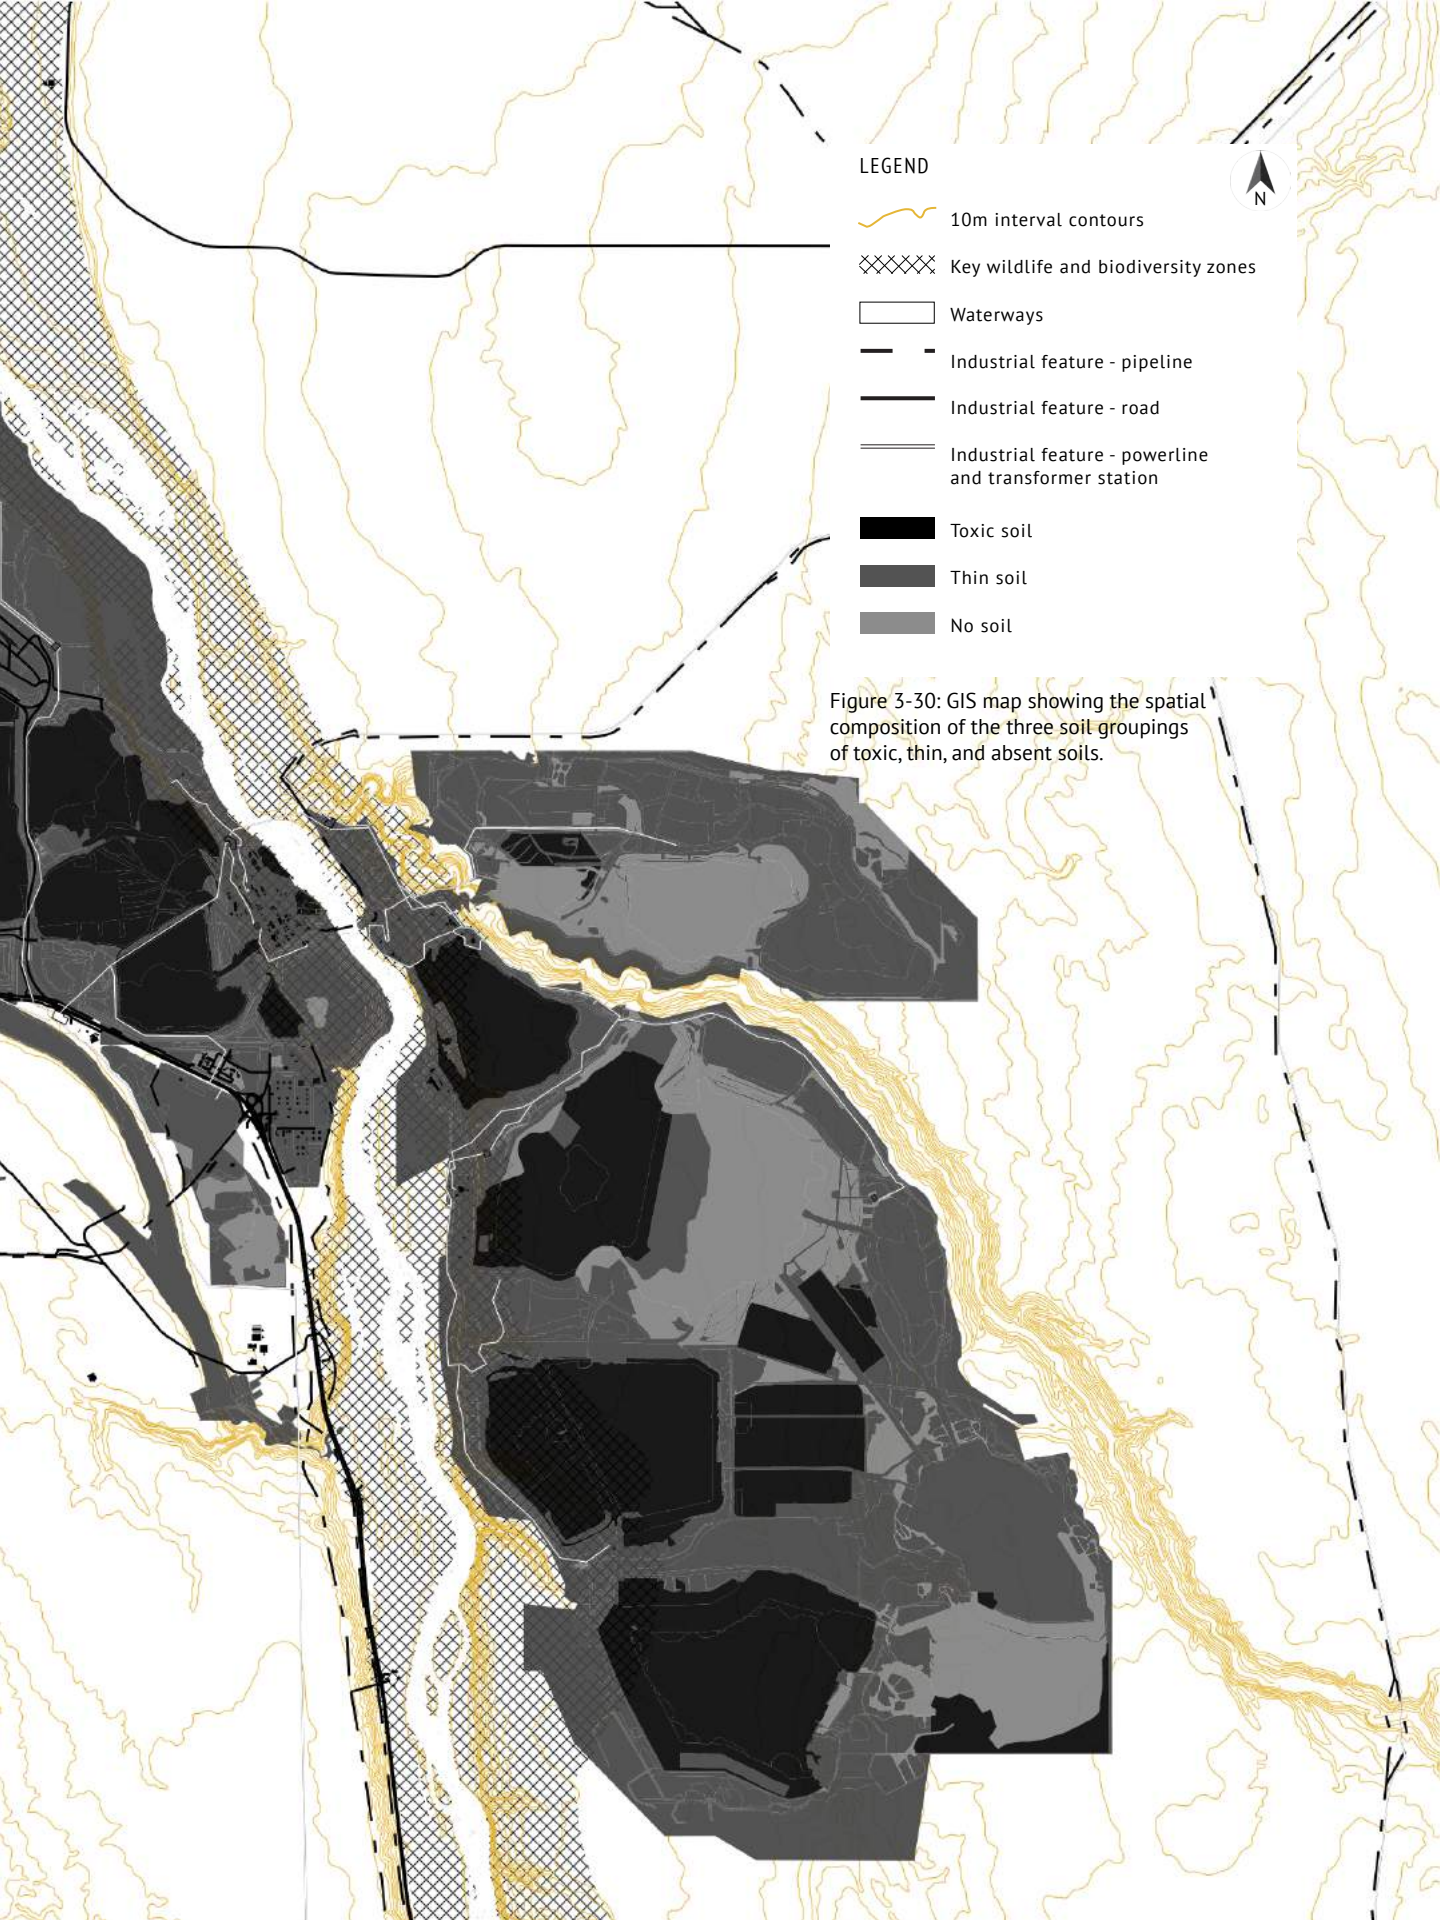 LEGEND
N
10m interval contours
Key wildlife and biodiversity zones
Waterways
Industrial feature - pipeline
Industrial feature - road
Industrial feature - powerline
and transformer station
Toxic soil
Thin soil
No soil
Figure 3-30: GIS map showing the spatial
composition of the three soil groupings
of toxic, thin, and absent soils.